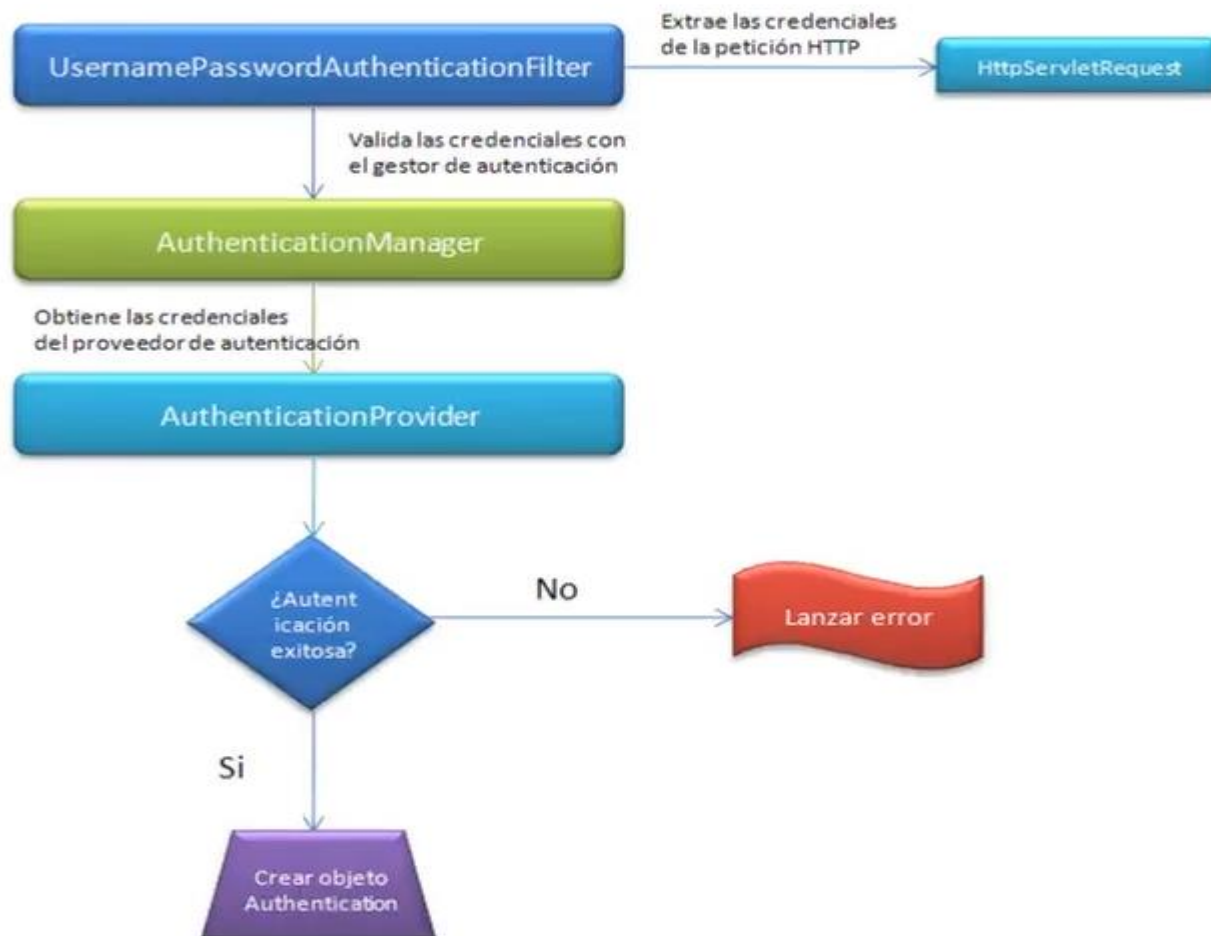 Extrae las credenciales
de la petición HTTP
UsernamePasswordAuthenticationFilter
HttpServletRequest
Valida las credenciales con
el gestor de autenticación
AuthenticationManager
Obtiene las credenciales
del proveedor de autenticación
AuthenticationProvider
¿Autent
icación
exitosa?
No
Lanzar error
Si
Crear objeto
Authentication